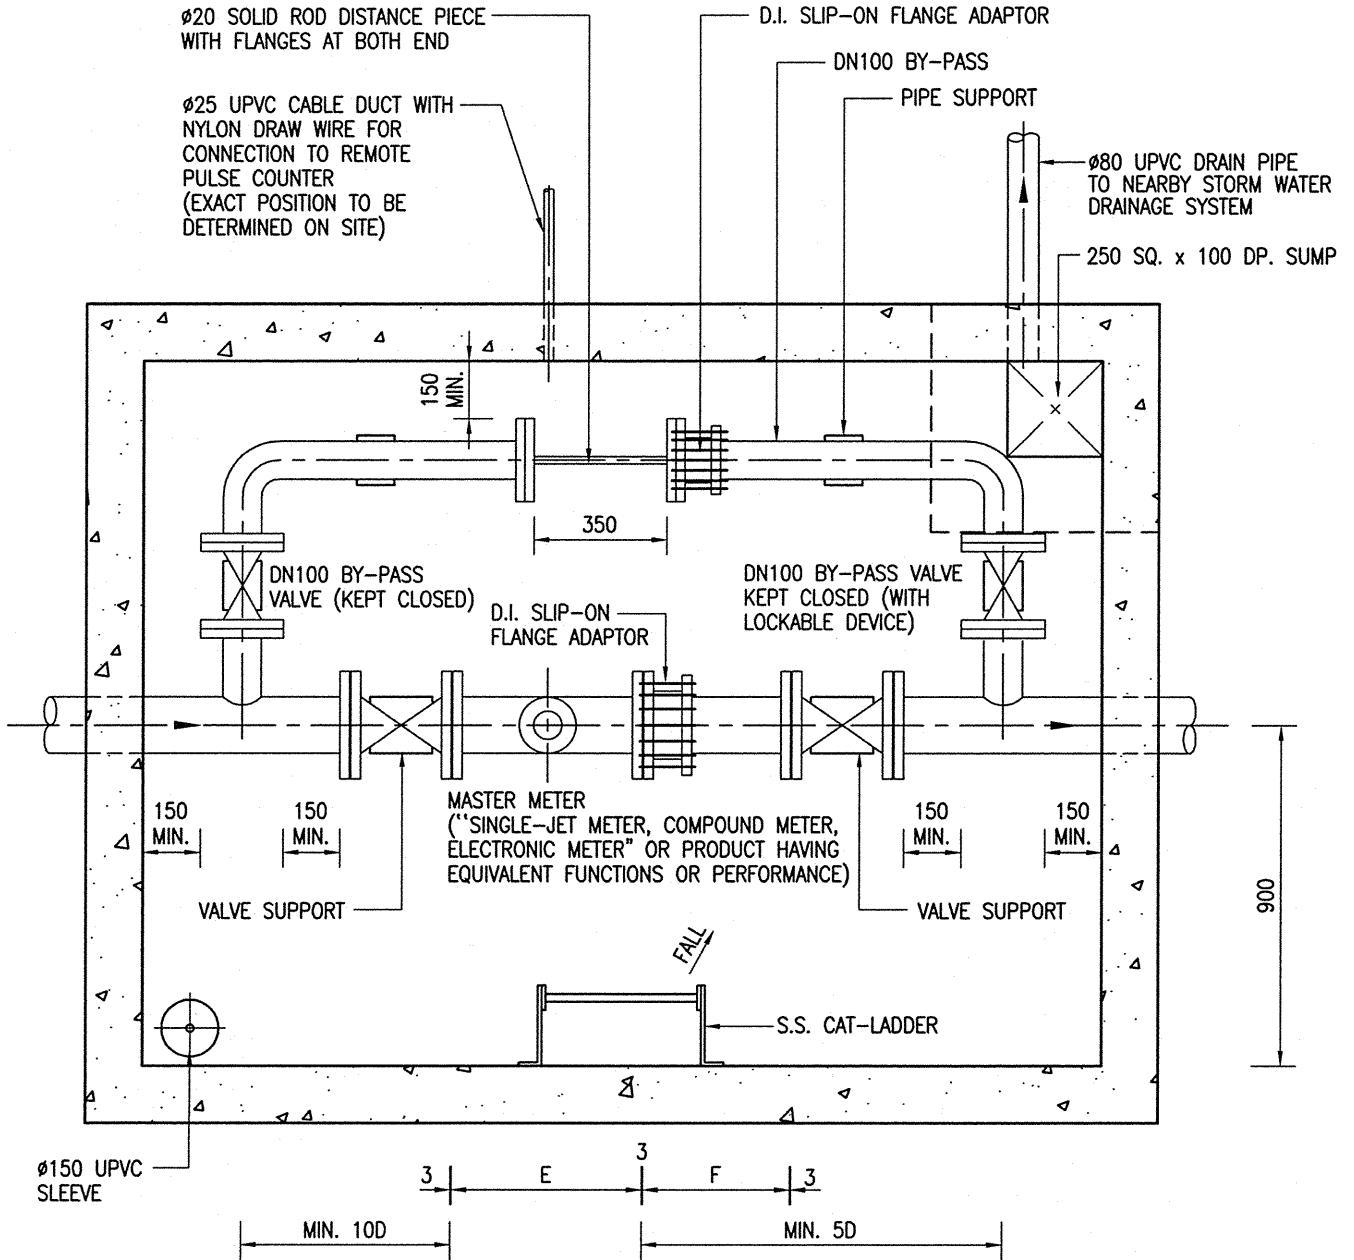 ø20 SOLID ROD DISTANCE PIECE
WITH FLANGES AT BOTH END
D.I. SLIP-ON FLANGE ADAPTOR
DN100 BY-PASS
PIPE SUPPORT
ø25 UPVC CABLE DUCT WITH
NYLON DRAW WIRE FOR
CONNECTION TO REMOTE
PULSE COUNTER
(EXACT POSITION TO BE
DETERMINED ON SITE)
ø80 UPVC DRAIN PIPE
TO NEARBY STORM WATER
DRAINAGE SYSTEM
250 SQ. x 100 DP. SUMP
150
MIN.
350
DN100 BY-PASS
VALVE (KEPT CLOSED)
DN100 BY-PASS VALVE
KEPT CLOSED (WITH
LOCKABLE DEVICE)
D.I. SLIP-ON
FLANGE ADAPTOR
150
MIN.
150
MIN.
MASTER METER
("SINGLE-JET METER, COMPOUND METER,
ELECTRONIC METER" OR PRODUCT HAVING
EQUIVALENT FUNCTIONS OR PERFORMANCE)
150
MIN.
150
MIN.
VALVE SUPPORT
VALVE SUPPORT
900
FALL
S.S. CAT-LADDER
ø150 UPVC
SLEEVE
3
E
3
F
3
MIN. 10D
MIN. 5D